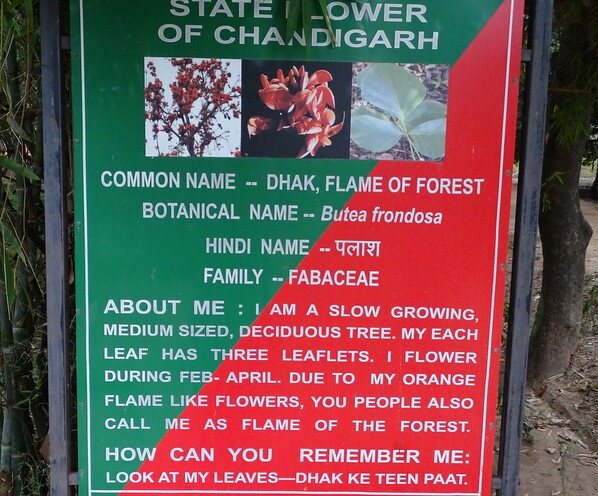 STATE FLOWER
OF CHANDIGARH
COMMON NAME -- DHAK, FLAME OF FOREST
BOTANICAL NAME -- Butea frondosa
HINDI NAME -- पलाश
FAMILY -- FABACEAE
ABOUT ME : I AM A SLOW GROWING,
MEDIUM SIZED, DECIDUOUS TREE. MY EACH
LEAF HAS THREE LEAFLETS. I FLOWER
DURING FEB- APRIL. DUE TO MY ORANGE
FLAME LIKE FLOWERS, YOU PEOPLE ALSO
CALL ME AS FLAME OF THE FOREST.
HOW CAN YOU REMEMBER ME:
LOOK AT MY LEAVES—DHAK KE TEEN PAAT.